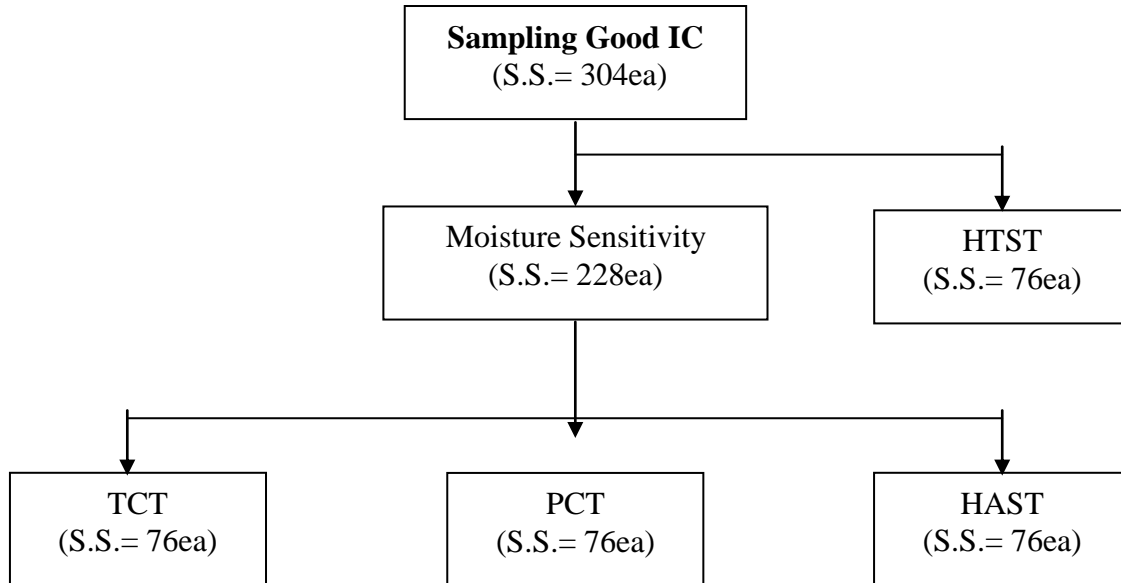 Sampling Good IC
(S.S.= 304ea)
Moisture Sensitivity
(S.S.= 228ea)
HTST
(S.S.= 76ea)
TCT
(S.S.= 76ea)
PCT
(S.S.= 76ea)
HAST
(S.S.= 76ea)